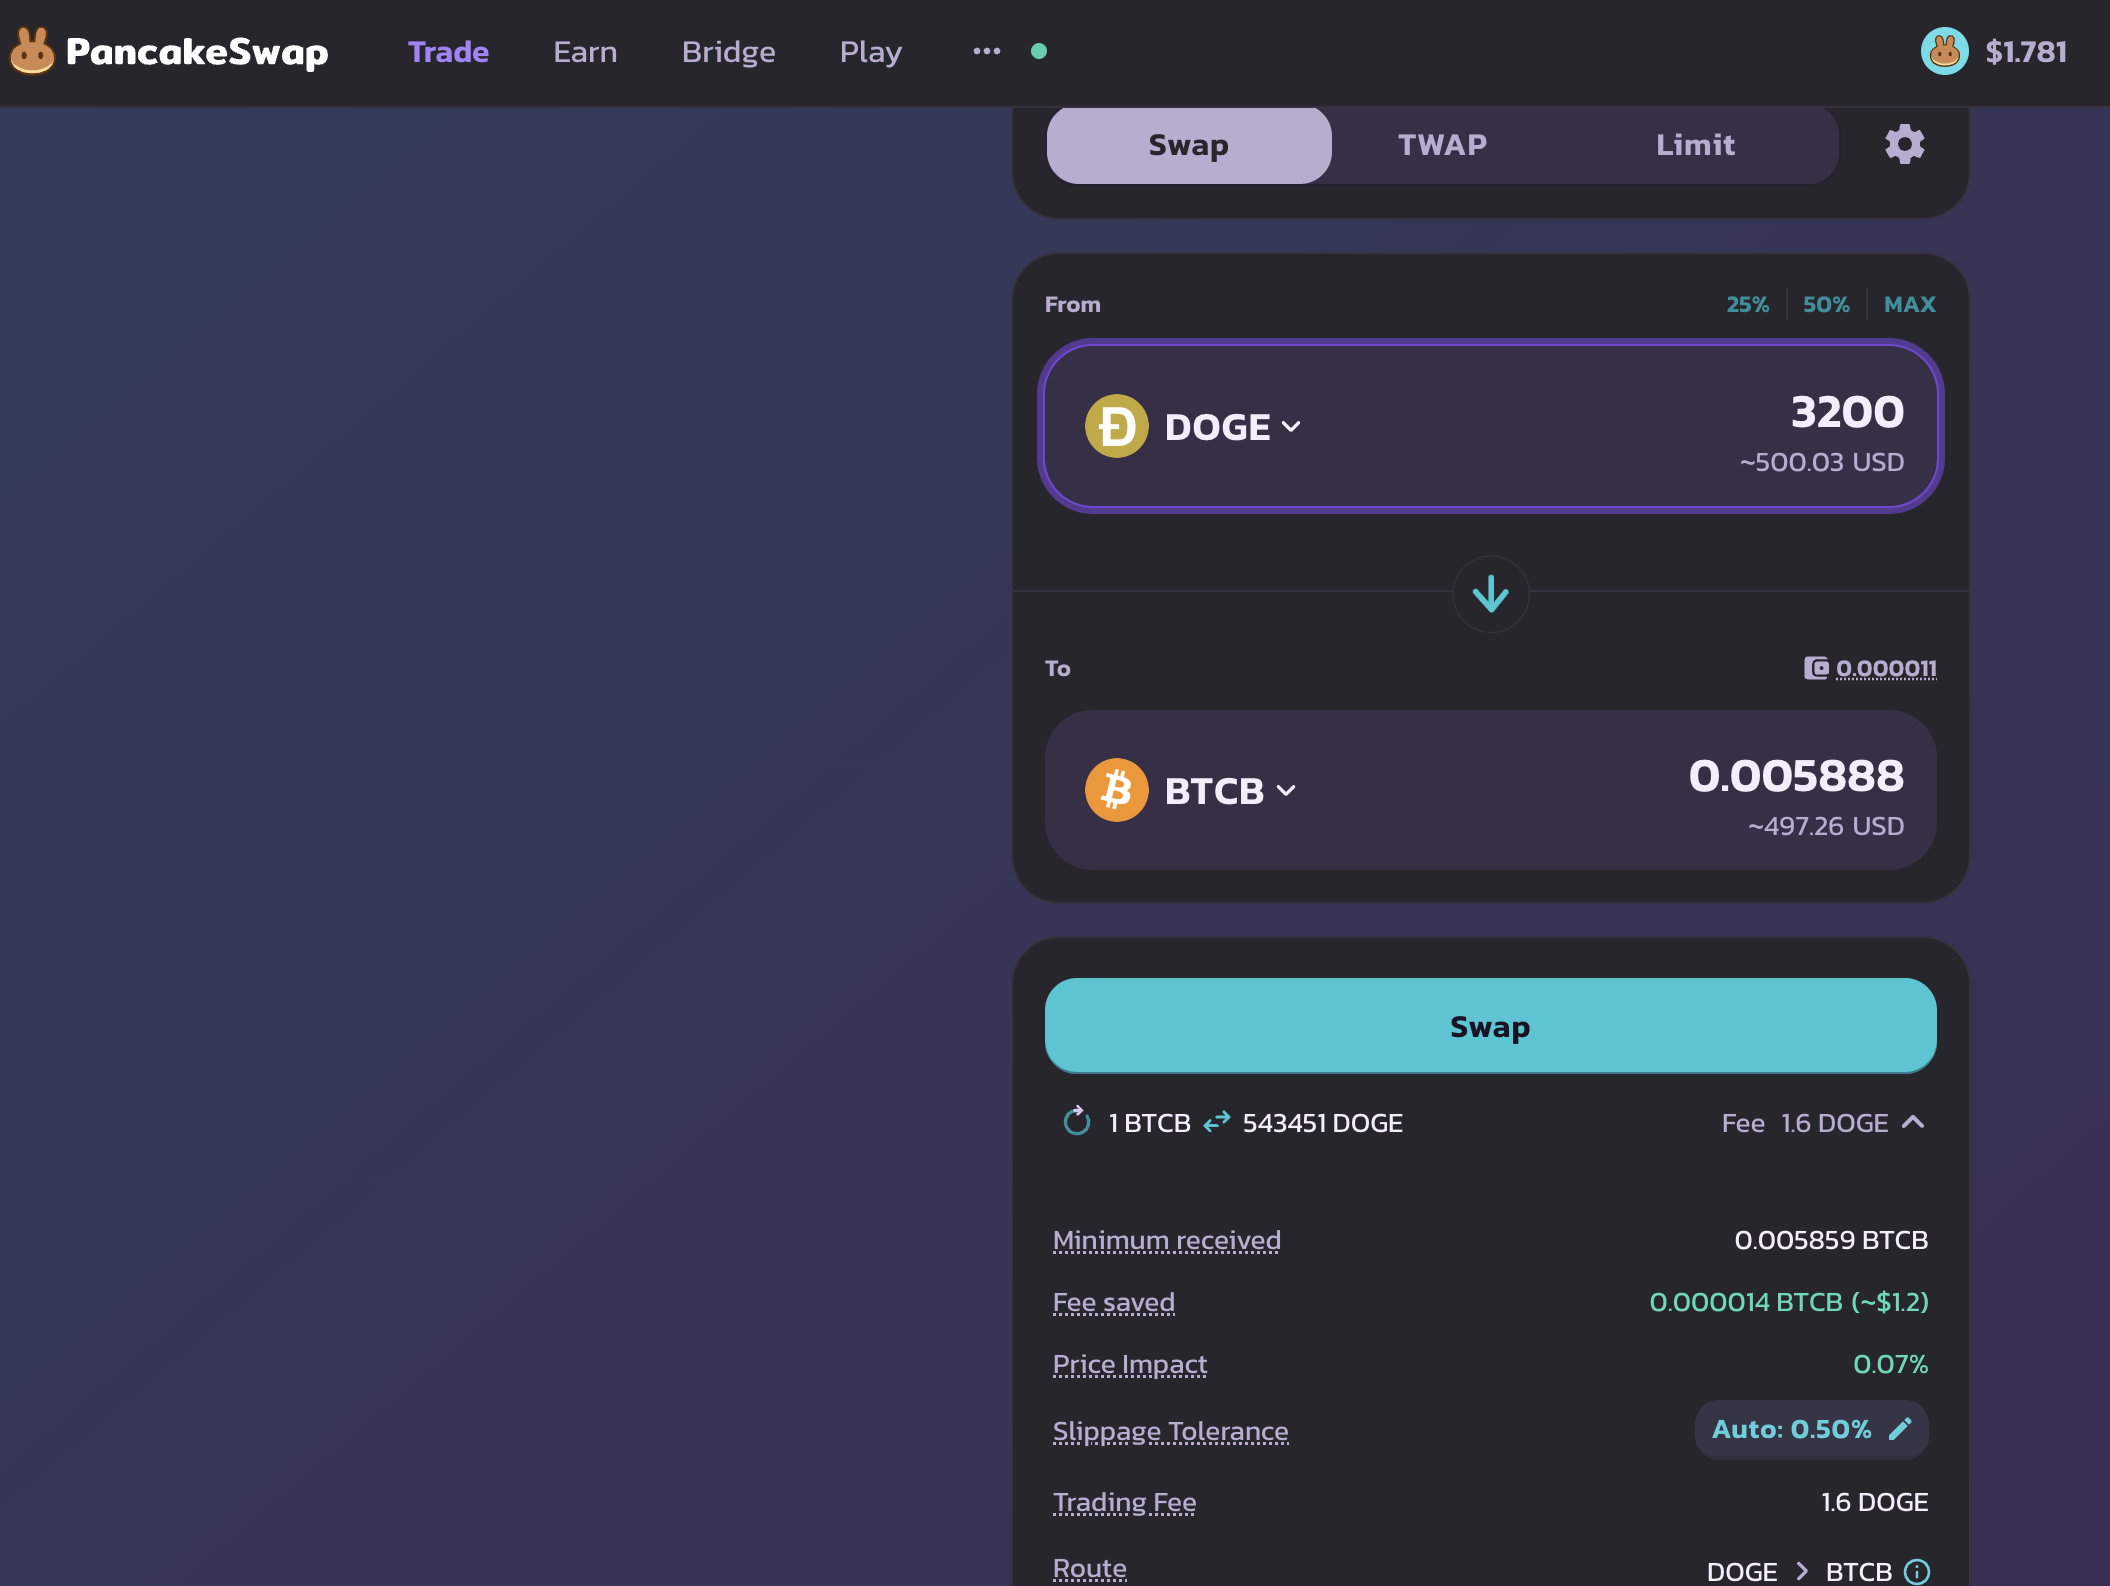 PancakeSwap Trade Earn Bridge Play ••• $1.781
Swap TWAP Limit
From 25% 50% MAX
DOGE 3200
~500.03 USD
To 0.000011
BTCB 0.005888
~497.26 USD
Swap
1 BTCB 543451 DOGE Fee 1.6 DOGE
Minimum received 0.005859 BTCB
Fee saved 0.000014 BTCB (~$1.2)
Price Impact 0.07%
Slippage Tolerance Auto: 0.50%
Trading Fee 1.6 DOGE
Route DOGE > BTCB